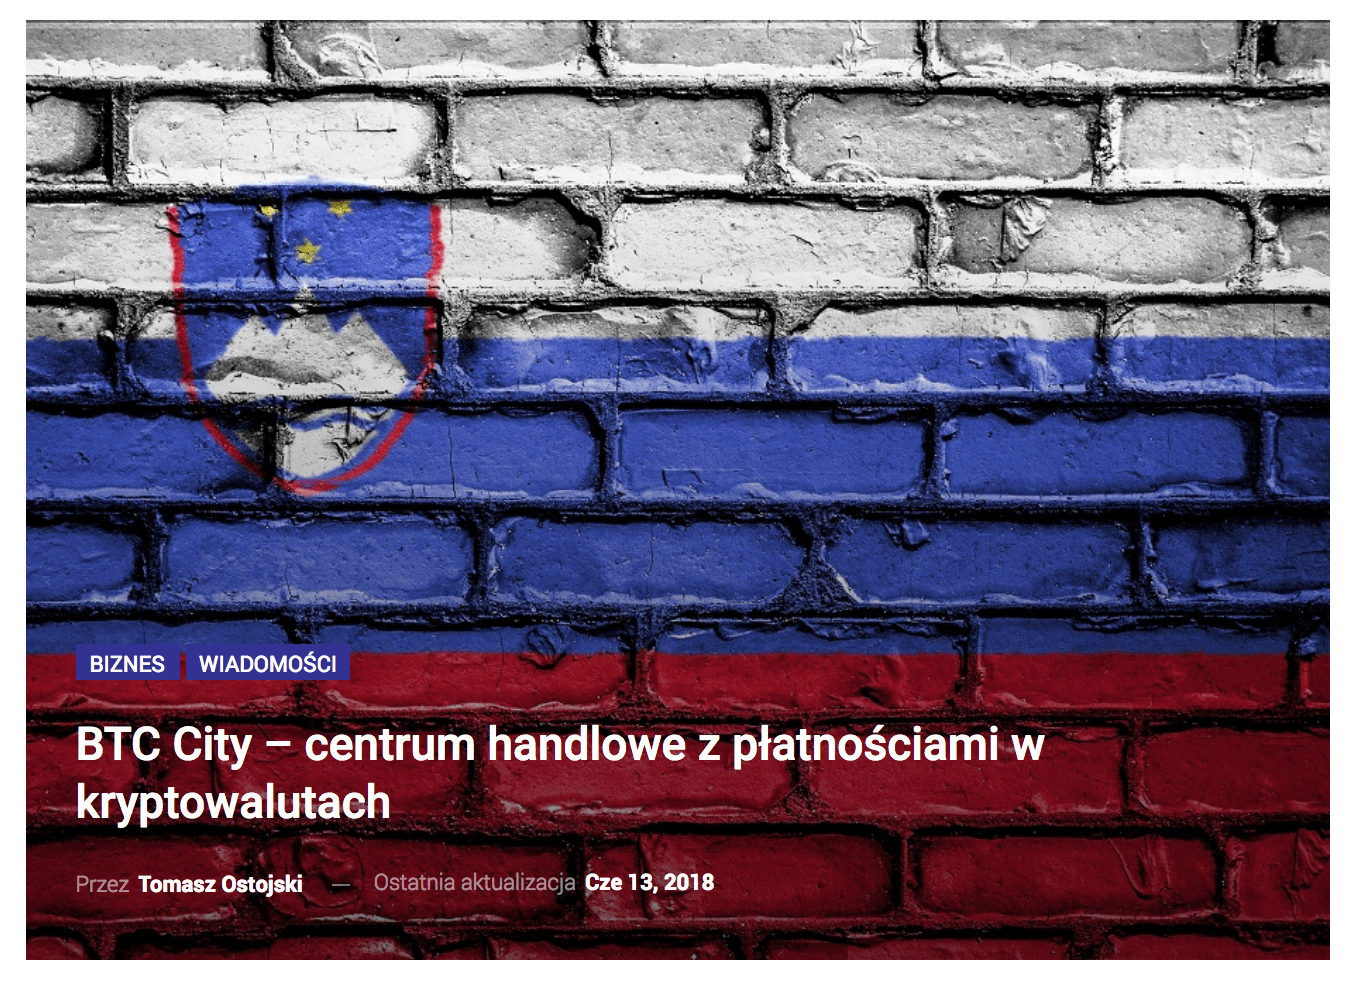 BIZNES WIADOMOŚCI
BTC City – centrum handlowe z płatnościami w
kryptowalutach
Przez Tomasz Ostojski — Ostatnia aktualizacja Cze 13, 2018